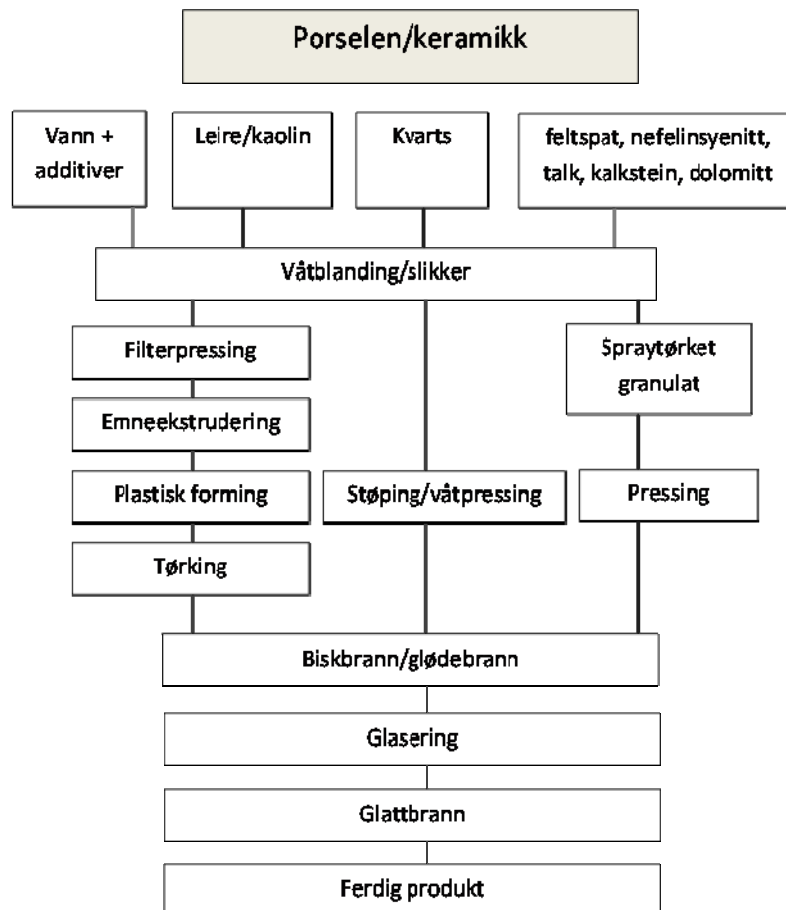 Porselen/keramikk
Vann +
additiver
Leire/kaolin
Kvarts
feltspat, nefelinsyenitt,
talk, kalkstein, dolomitt
Våtblanding/slikker
Filterpressing
Emneekstrudering
Plastisk forming
Tørking
Støping/våtpressing
Spraytørket
granulat
Pressing
Biskbrann/glødebrann
Glasering
Glattbrann
Ferdig produkt